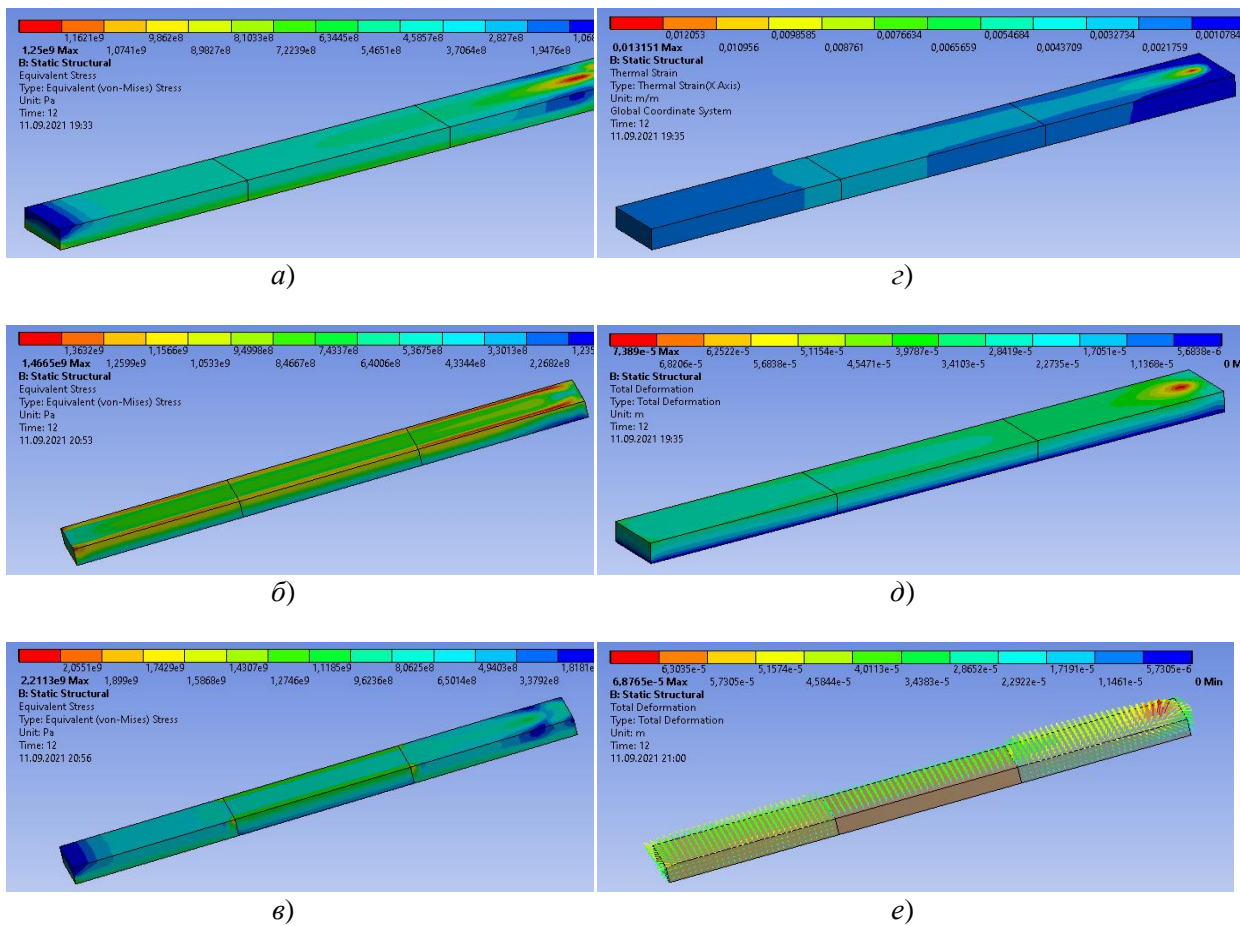 1,1621e9 9,862e8 8,1033e8 6,3445e8 4,5857e8 2,827e8 1,068
1,25e9 Max 1,0741e9 8,9827e8 7,2239e8 5,4651e8 3,7064e8 1,9476e8
B: Static Structural
Equivalent Stress
Type: Equivalent (von-Mises) Stress
Unit: Pa
Time: 12
11.09.2021 19:33
а)
0,012053 0,0098585 0,0076634 0,0054684 0,0032734 0,0010784
0,013151 Max 0,010956 0,008761 0,0065659 0,0043709 0,0021759
B: Static Structural
Thermal Strain
Type: Thermal Strain(X Axis)
Unit: m/m
Global Coordinate System
Time: 12
11.09.2021 19:35
г)
1,3632e9 1,1566e9 9,4998e8 7,4337e8 5,3675e8 3,3013e8 1,235
1,4665e9 Max 1,2599e9 1,0533e9 8,4667e8 6,4006e8 4,3344e8 2,2682e8
B: Static Structural
Equivalent Stress
Type: Equivalent (von-Mises) Stress
Unit: Pa
Time: 12
11.09.2021 20:53
б)
6,8206e-5 5,6838e-5 4,5471e-5 3,4103e-5 2,2735e-5 1,1368e-5 0 M
7,389e-5 Max 6,2522e-5 5,1154e-5 3,9787e-5 2,8419e-5 1,7051e-5 5,6838e-6
B: Static Structural
Total Deformation
Type: Total Deformation
Unit: m
Time: 12
11.09.2021 19:35
д)
2,0551e9 1,7429e9 1,4307e9 1,1185e9 8,0625e8 4,9403e8 1,8181
2,2113e9 Max 1,899e9 1,5868e9 1,2746e9 9,6236e8 6,5014e8 3,3792e8
B: Static Structural
Equivalent Stress
Type: Equivalent (von-Mises) Stress
Unit: Pa
Time: 12
11.09.2021 20:56
в)
6,3035e-5 5,1574e-5 4,0113e-5 2,8652e-5 1,7191e-5 5,7305e-6
6,8765e-5 Max 5,7305e-5 4,5844e-5 3,4383e-5 2,2922e-5 1,1461e-5 0 Min
B: Static Structural
Total Deformation
Type: Total Deformation
Unit: m
Time: 12
11.09.2021 21:00
е)